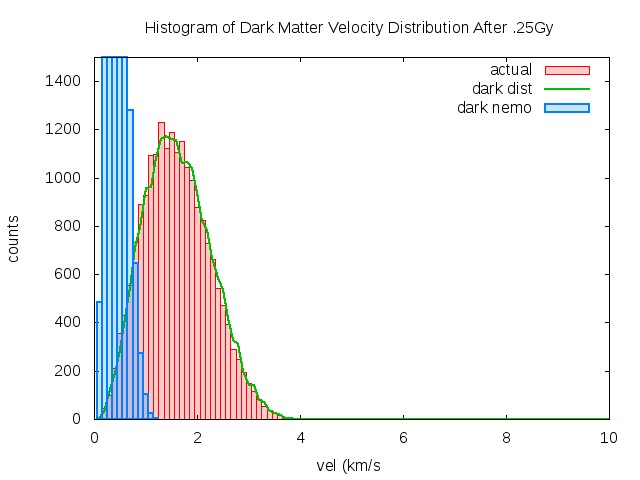 Histogram of Dark Matter Velocity Distribution After .25Gy
actual
dark dist
dark nemo
1400
1200
1000
800
600
400
200
0
counts
0 2 4 6 8 10
vel (km/s